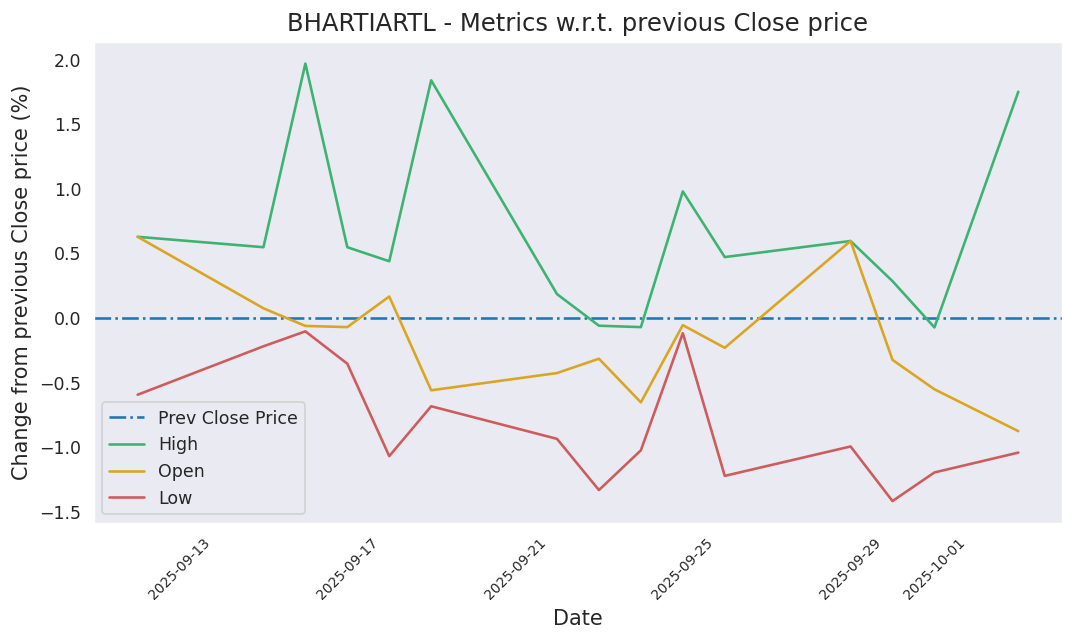 BHARTIARTL - Metrics w.r.t. previous Close price
Change from previous Close price (%)
2.0
1.5
1.0
0.5
0.0
−0.5
−1.0
−1.5
Prev Close Price
High
Open
Low
2025-09-13
2025-09-17
2025-09-21
2025-09-25
2025-09-29
2025-10-01
Date